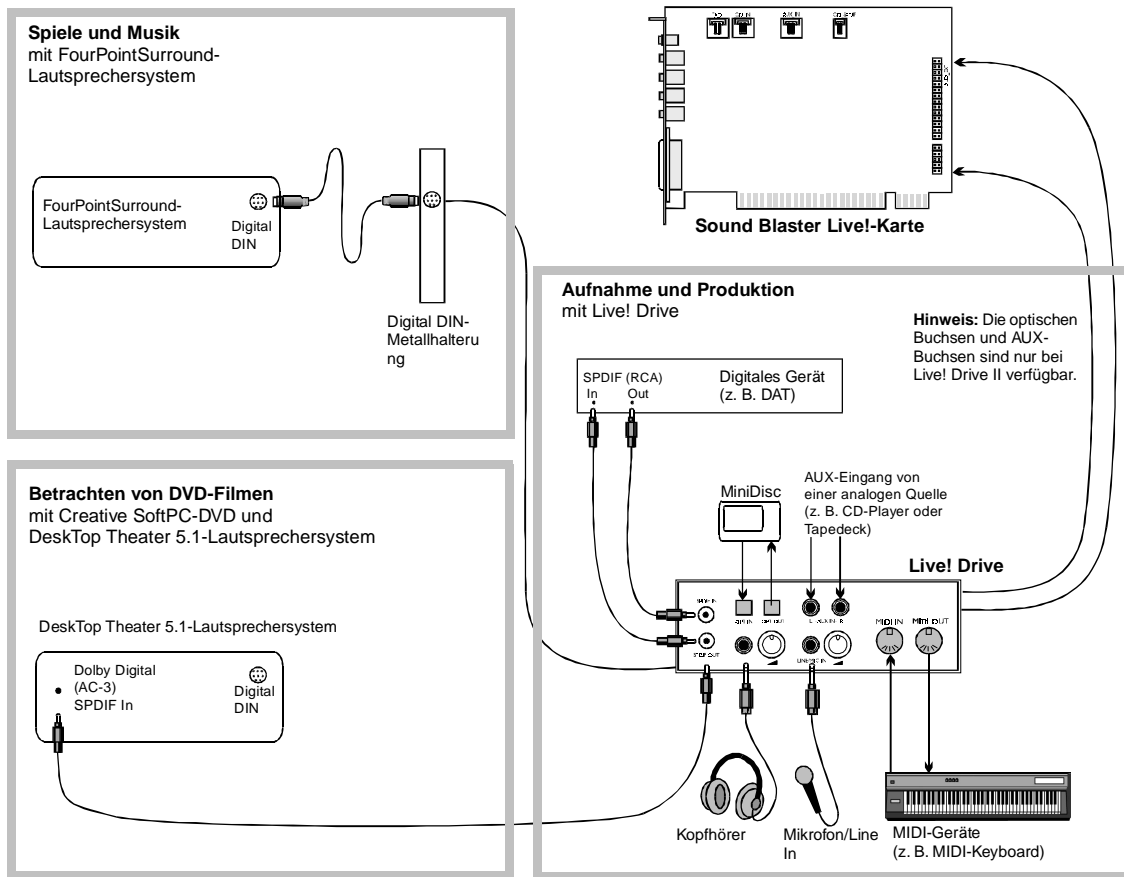 Spiele und Musik
mit FourPointSurround-
Lautsprechersystem
FourPointSurround-
Lautsprechersystem
Digital
DIN
Digital DIN-
Metallhalteru
ng
Sound Blaster Live!-Karte
Aufnahme und Produktion
mit Live! Drive
Hinweis: Die optischen
Buchsen und AUX-
Buchsen sind nur bei
Live! Drive II verfügbar.
SPDIF (RCA)
In Out
Digitales Gerät
(z. B. DAT)
MiniDisc
AUX-Eingang von
einer analogen Quelle
(z. B. CD-Player oder
Tapedeck)
Live! Drive
MIDI IN
MIDI OUT
Kopfhörer
Mikrofon/Line
In
MIDI-Geräte
(z. B. MIDI-Keyboard)
Betrachten von DVD-Filmen
mit Creative SoftPC-DVD und
DeskTop Theater 5.1-Lautsprechersystem
DeskTop Theater 5.1-Lautsprechersystem
Dolby Digital
(AC-3)
SPDIF In
Digital
DIN